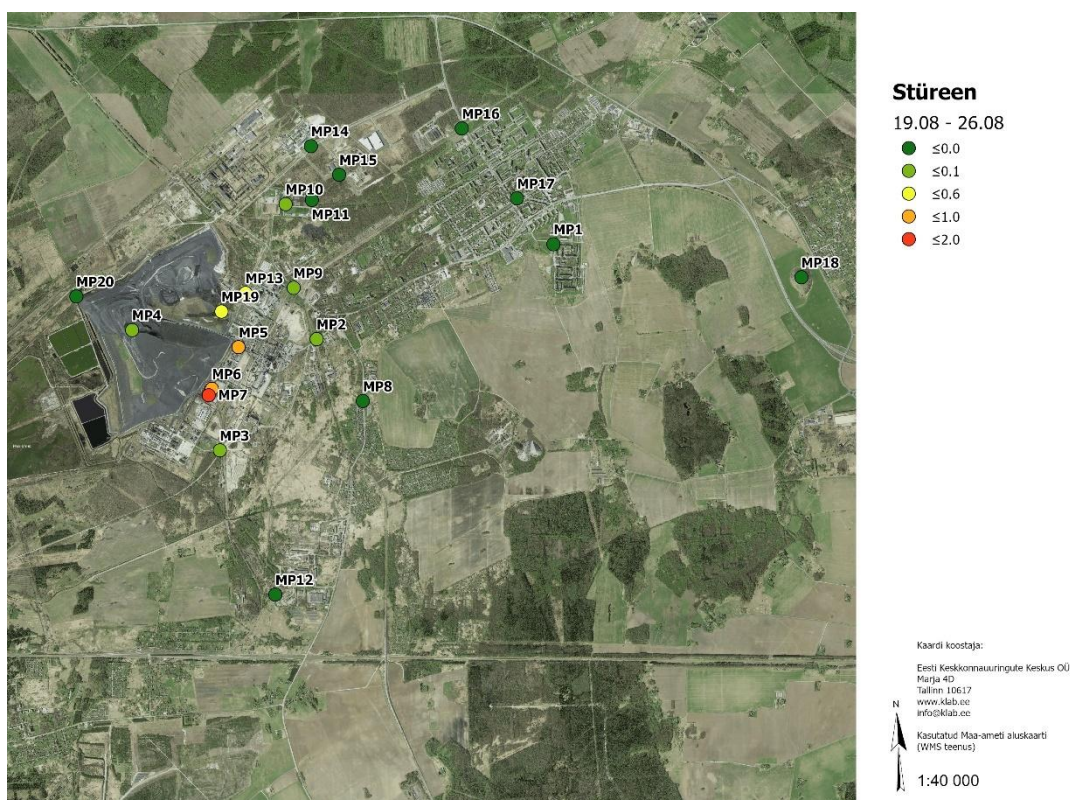 Stüreen
19.08 - 26.08
≤0.0
≤0.1
≤0.6
≤1.0
≤2.0
MP16
MP14
MP15
MP10
MP11
MP17
MP1
MP18
MP13
MP9
MP20
MP19
MP4
MP5
MP2
MP6
MP7
MP8
MP3
MP12
Kaardi koostaja:
Eesti Keskkonnauuringute Keskus OÜ
Marja 4D
Tallinn 10617
www.klab.ee
info@klab.ee
N
Kasutatud Maa-ameti aluskaarti
(WMS teenus)
1:40 000